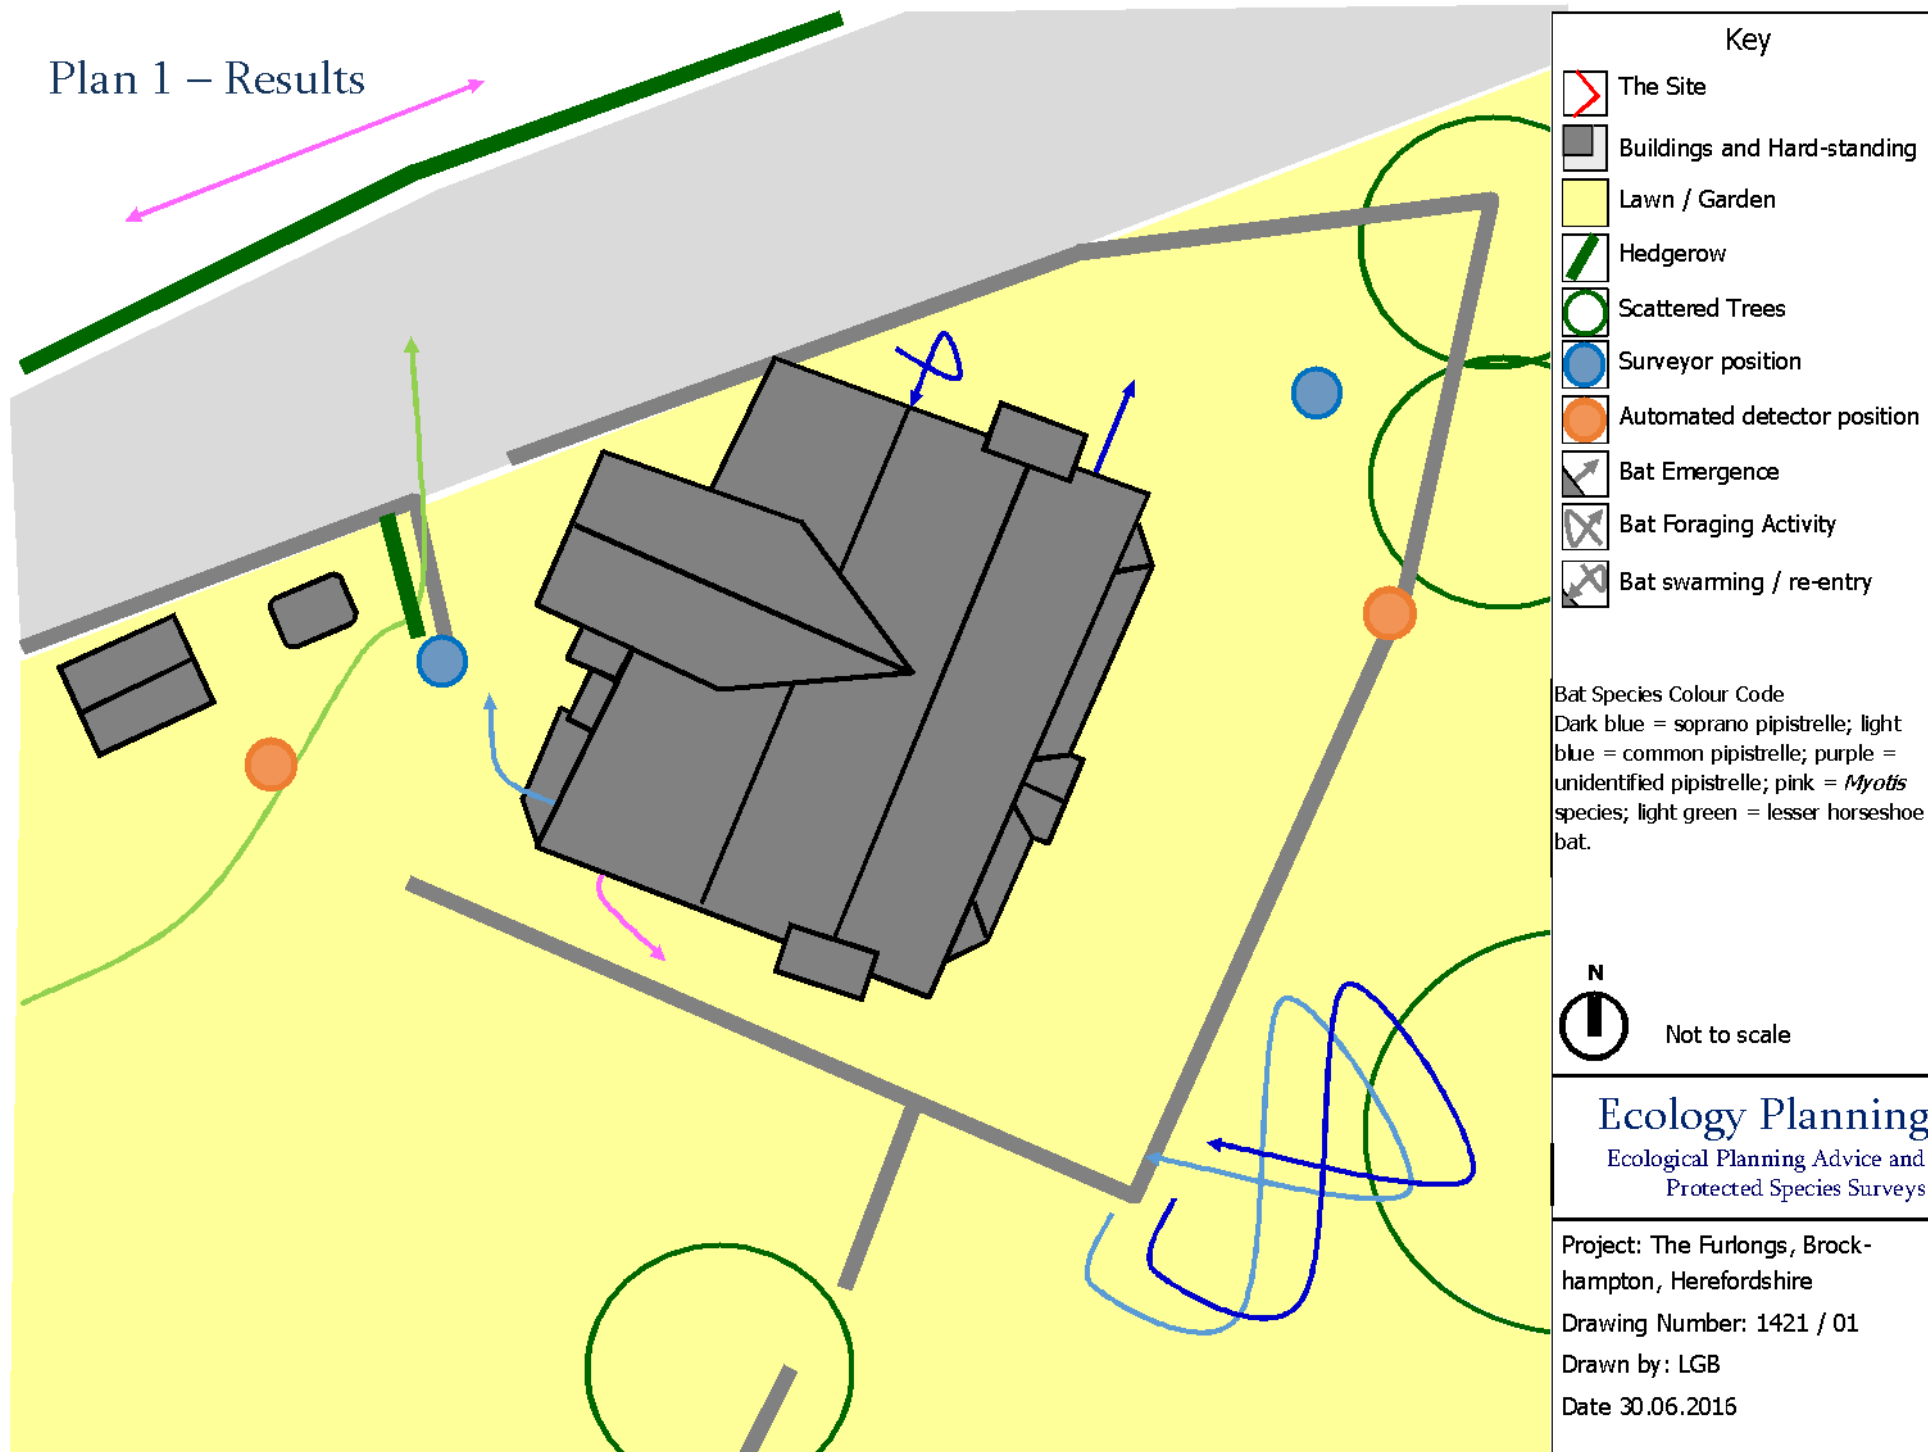 Plan 1 – Results
Key
The Site
Buildings and Hard-standing
Lawn / Garden
Hedgerow
Scattered Trees
Surveyor position
Automated detector position
Bat Emergence
Bat Foraging Activity
Bat swarming / re-entry
Bat Species Colour Code
Dark blue = soprano pipistrelle; light
blue = common pipistrelle; purple =
unidentified pipistrelle; pink = Myotis
species; light green = lesser horseshoe
bat.
N
Not to scale
Ecology Planning
Ecological Planning Advice and
Protected Species Surveys
Project: The Furlongs, Brock-
hampton, Herefordshire
Drawing Number: 1421 / 01
Drawn by: LGB
Date 30.06.2016